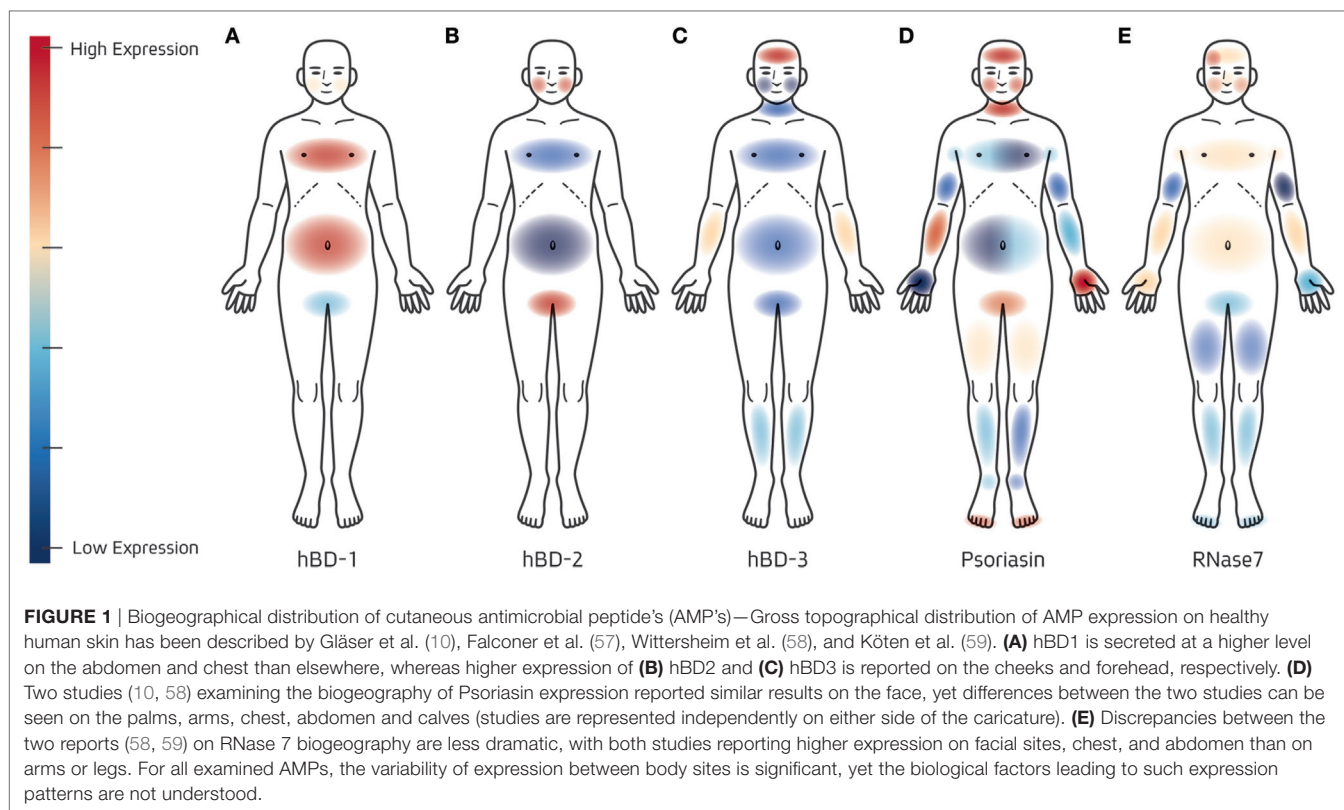 High Expression
Low Expression
A
B
C
D
E
hBD-1
hBD-2
hBD-3
Psoriasin
RNase7
FIGURE 1 | Biogeographical distribution of cutaneous antimicrobial peptide's (AMP's)—Gross topographical distribution of AMP expression on healthy
human skin has been described by Gläser et al. (10), Falconer et al. (57), Wittersheim et al. (58), and Köten et al. (59). (A) hBD1 is secreted at a higher level
on the abdomen and chest than elsewhere, whereas higher expression of (B) hBD2 and (C) hBD3 is reported on the cheeks and forehead, respectively. (D)
Two studies (10, 58) examining the biogeography of Psoriasin expression reported similar results on the face, yet differences between the two studies can be
seen on the palms, arms, chest, abdomen and calves (studies are represented independently on either side of the caricature). (E) Discrepancies between the
two reports (58, 59) on RNase 7 biogeography are less dramatic, with both studies reporting higher expression on facial sites, chest, and abdomen than on
arms or legs. For all examined AMPs, the variability of expression between body sites is significant, yet the biological factors leading to such expression
patterns are not understood.